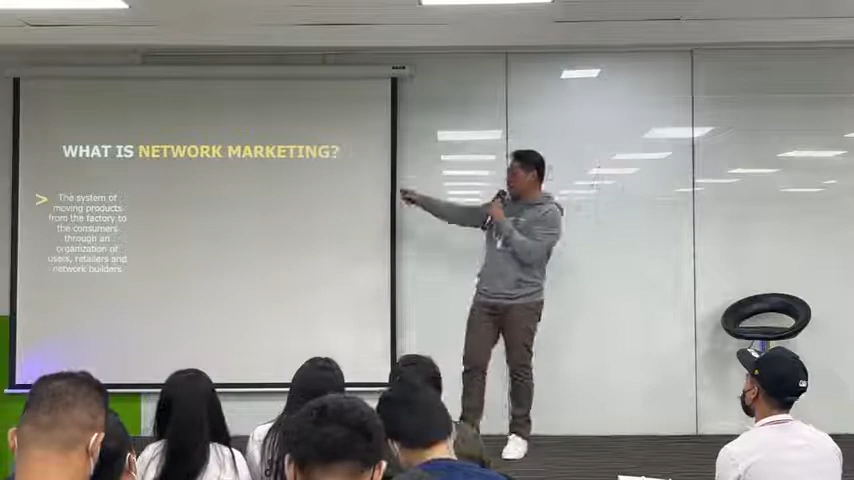 WHAT IS NETWORK MARKETING?
> The system of
moving products
from the factory to
the consumers
through an
organization of
users, retailers and
network builders.